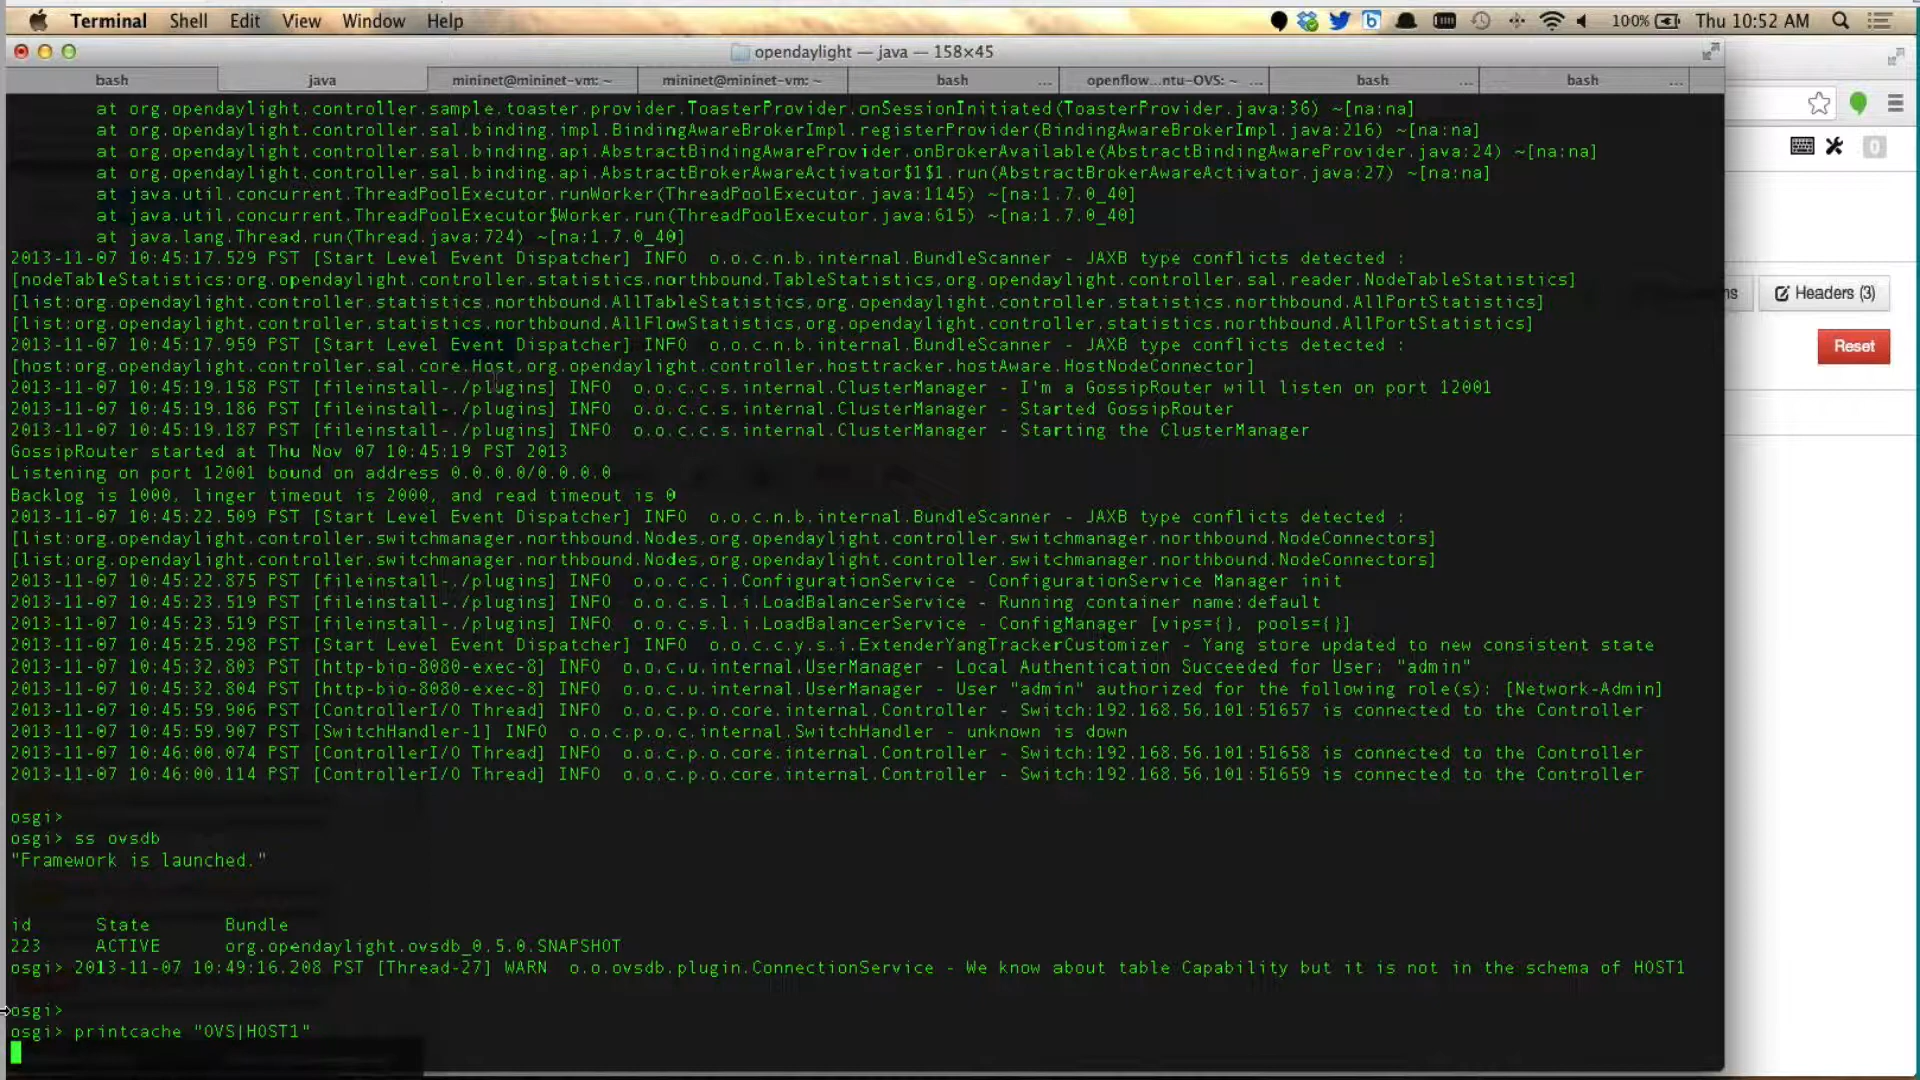 Terminal Shell Edit View Window Help 100% Thu 10:52 AM
opendaylight — java — 158×45
bash java mininet@mininet-vm: ~ mininet@mininet-vm: ~ bash ... openflow...ntu-OVS: ~ ... bash ... bash ...
at org.opendaylight.controller.sample.toaster.provider.ToasterProvider.onSessionInitiated(ToasterProvider.java:36) ~[na:na]
at org.opendaylight.controller.sal.binding.impl.BindingAwareBrokerImpl.registerProvider(BindingAwareBrokerImpl.java:216) ~[na:na]
at org.opendaylight.controller.sal.binding.api.AbstractBindingAwareProvider.onBrokerAvailable(AbstractBindingAwareProvider.java:24) ~[na:na]
at org.opendaylight.controller.sal.binding.api.AbstractBrokerAwareActivator$1$1.run(AbstractBrokerAwareActivator.java:27) ~[na:na]
at java.util.concurrent.ThreadPoolExecutor.runWorker(ThreadPoolExecutor.java:1145) ~[na:1.7.0_40]
at java.util.concurrent.ThreadPoolExecutor$Worker.run(ThreadPoolExecutor.java:615) ~[na:1.7.0_40]
at java.lang.Thread.run(Thread.java:724) ~[na:1.7.0_40]
2013-11-07 10:45:17.529 PST [Start Level Event Dispatcher] INFO o.o.c.n.b.internal.BundleScanner - JAXB type conflicts detected :
[nodeTableStatistics:org.opendaylight.controller.statistics.northbound.TableStatistics,org.opendaylight.controller.sal.reader.NodeTableStatistics]
[list:org.opendaylight.controller.statistics.northbound.AllTableStatistics,org.opendaylight.controller.statistics.northbound.AllPortStatistics]
[list:org.opendaylight.controller.statistics.northbound.AllFlowStatistics,org.opendaylight.controller.statistics.northbound.AllPortStatistics]
2013-11-07 10:45:17.959 PST [Start Level Event Dispatcher] INFO o.o.c.n.b.internal.BundleScanner - JAXB type conflicts detected :
[host:org.opendaylight.controller.sal.core.Host,org.opendaylight.controller.hosttracker.hostAware.HostNodeConnector]
2013-11-07 10:45:19.158 PST [fileinstall-./plugins] INFO o.o.c.c.s.internal.ClusterManager - I'm a GossipRouter will listen on port 12001
2013-11-07 10:45:19.186 PST [fileinstall-./plugins] INFO o.o.c.c.s.internal.ClusterManager - Started GossipRouter
2013-11-07 10:45:19.187 PST [fileinstall-./plugins] INFO o.o.c.c.s.internal.ClusterManager - Starting the ClusterManager
GossipRouter started at Thu Nov 07 10:45:19 PST 2013
Listening on port 12001 bound on address 0.0.0.0/0.0.0.0
Backlog is 1000, linger timeout is 2000, and read timeout is 0
2013-11-07 10:45:22.509 PST [Start Level Event Dispatcher] INFO o.o.c.n.b.internal.BundleScanner - JAXB type conflicts detected :
[list:org.opendaylight.controller.switchmanager.northbound.Nodes,org.opendaylight.controller.switchmanager.northbound.NodeConnectors]
[list:org.opendaylight.controller.switchmanager.northbound.Nodes,org.opendaylight.controller.switchmanager.northbound.NodeConnectors]
2013-11-07 10:45:22.875 PST [fileinstall-./plugins] INFO o.o.c.c.i.ConfigurationService - ConfigurationService Manager init
2013-11-07 10:45:23.519 PST [fileinstall-./plugins] INFO o.o.c.s.l.i.LoadBalancerService - Running container name:default
2013-11-07 10:45:23.519 PST [fileinstall-./plugins] INFO o.o.c.s.l.i.LoadBalancerService - ConfigManager [vips={}, pools={}]
2013-11-07 10:45:25.298 PST [Start Level Event Dispatcher] INFO o.o.c.c.y.s.i.ExtenderYangTrackerCustomizer - Yang store updated to new consistent state
2013-11-07 10:45:32.803 PST [http-bio-8080-exec-8] INFO o.o.c.u.internal.UserManager - Local Authentication Succeeded for User: "admin"
2013-11-07 10:45:32.804 PST [http-bio-8080-exec-8] INFO o.o.c.u.internal.UserManager - User "admin" authorized for the following role(s): [Network-Admin]
2013-11-07 10:45:59.906 PST [ControllerI/O Thread] INFO o.o.c.p.o.core.internal.Controller - Switch:192.168.56.101:51657 is connected to the Controller
2013-11-07 10:45:59.907 PST [SwitchHandler-1] INFO o.o.c.p.o.c.internal.SwitchHandler - unknown is down
2013-11-07 10:46:00.074 PST [ControllerI/O Thread] INFO o.o.c.p.o.core.internal.Controller - Switch:192.168.56.101:51658 is connected to the Controller
2013-11-07 10:46:00.114 PST [ControllerI/O Thread] INFO o.o.c.p.o.core.internal.Controller - Switch:192.168.56.101:51659 is connected to the Controller
osgi>
osgi> ss ovsdb
"Framework is launched."
id State Bundle
223 ACTIVE org.opendaylight.ovsdb_0.5.0.SNAPSHOT
osgi> 2013-11-07 10:49:16.208 PST [Thread-27] WARN o.o.ovsdb.plugin.ConnectionService - We know about table Capability but it is not in the schema of HOST1
osgi>
osgi> printcache "OVS|HOST1"
0
ns Headers (3)
Reset